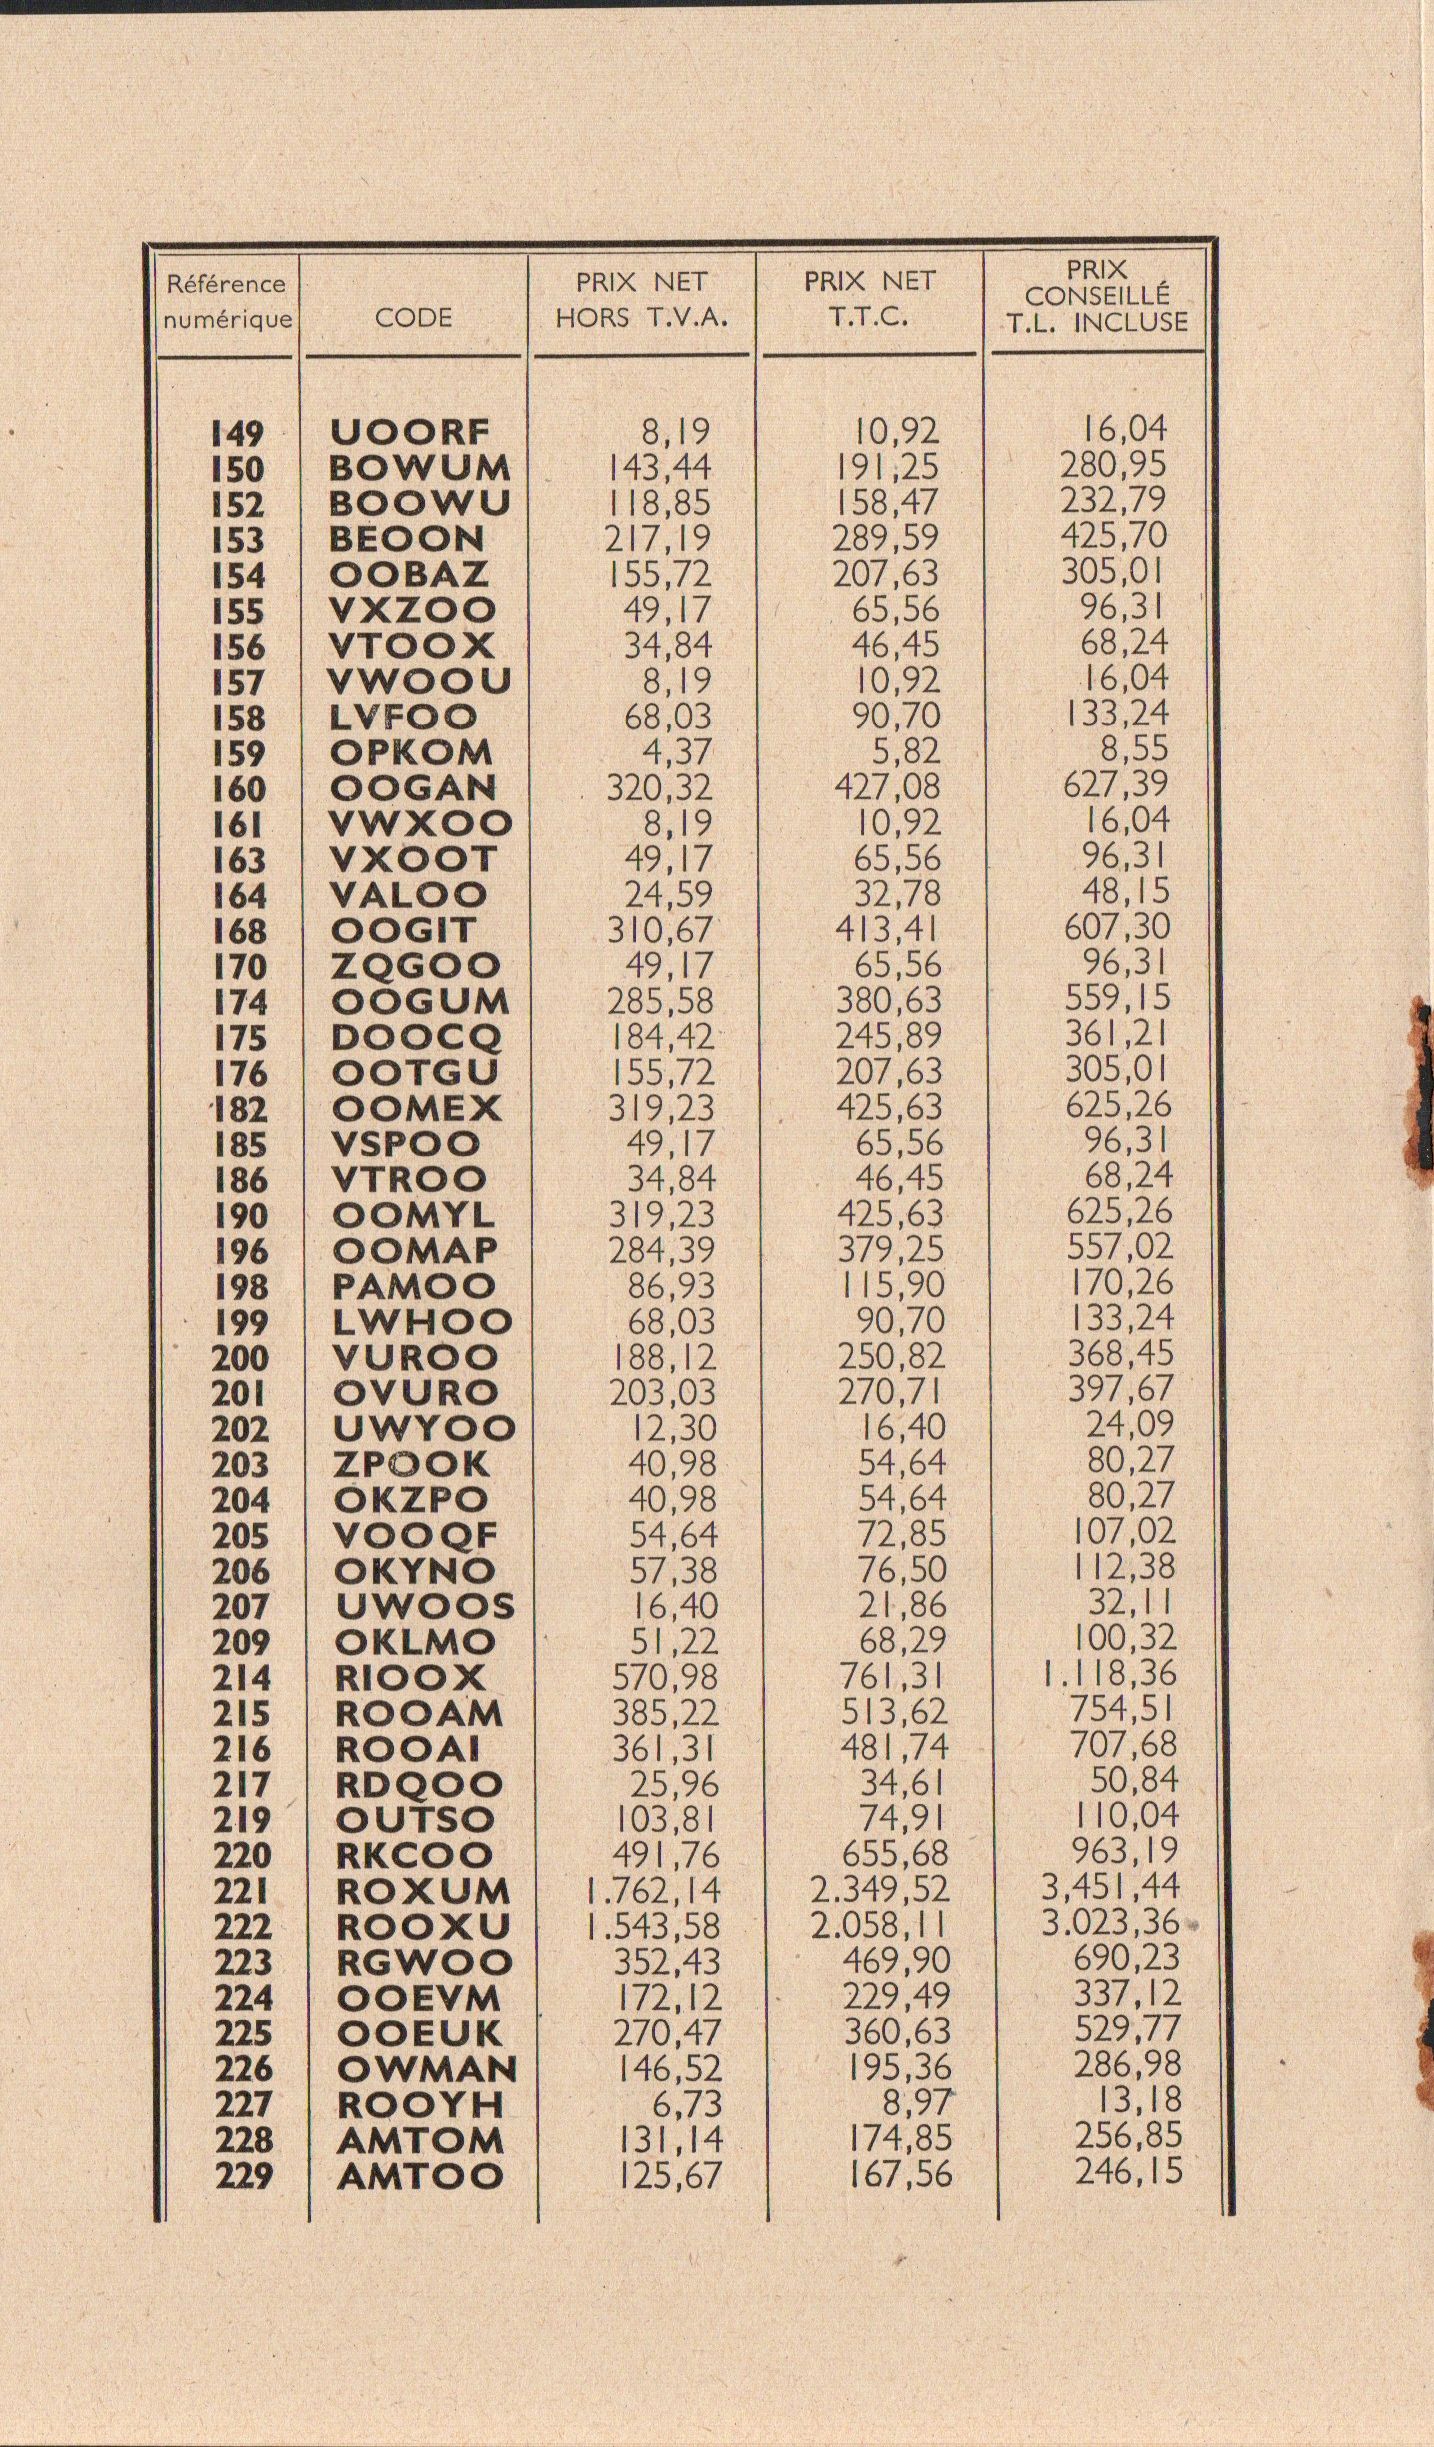 Référence numérique CODE PRIX NET HORS T.V.A. PRIX NET T.T.C. PRIX CONSEILLÉ T.L. INCLUSE
149 UOORF 8,19 10,92 16,04
150 BOWUM 143,44 191,25 280,95
152 BOOWU 118,85 158,47 232,79
153 BEOON 217,19 289,59 425,70
154 OOBAZ 155,72 207,63 305,01
155 VXZOO 49,17 65,56 96,31
156 VTOOX 34,84 46,45 68,24
157 VWOOU 8,19 10,92 16,04
158 LVFOO 68,03 90,70 133,24
159 OPKOM 4,37 5,82 8,55
160 OOGAN 320,32 427,08 627,39
161 VWXOO 8,19 10,92 16,04
163 VXOOT 49,17 65,56 96,31
164 VALOO 24,59 32,78 48,15
168 OOGIT 310,67 413,41 607,30
170 ZQGOO 49,17 65,56 96,31
174 OOGUM 285,58 380,63 559,15
175 DOOCQ 184,42 245,89 361,21
176 OOTGU 155,72 207,63 305,01
182 OOMEX 319,23 425,63 625,26
185 VSPOO 49,17 65,56 96,31
186 VTROO 34,84 46,45 68,24
190 OOMYL 319,23 425,63 625,26
196 OOMAP 284,39 379,25 557,02
198 PAMOO 86,93 115,90 170,26
199 LWHOO 68,03 90,70 133,24
200 VUROO 188,12 250,82 368,45
201 OVURO 203,03 270,71 397,67
202 UWYOO 12,30 16,40 24,09
203 ZPOOK 40,98 54,64 80,27
204 OKZPO 40,98 54,64 80,27
205 VOOQF 54,64 72,85 107,02
206 OKYNO 57,38 76,50 112,38
207 UWOOS 16,40 21,86 32,11
209 OKLMO 51,22 68,29 100,32
214 RIOOX 570,98 761,31 1.118,36
215 ROOAM 385,22 513,62 754,51
216 ROOAI 361,31 481,74 707,68
217 RDQOO 25,96 34,61 50,84
219 OUTSO 103,81 74,91 110,04
220 RKCOO 491,76 655,68 963,19
221 ROXUM 1.762,14 2.349,52 3,451,44
222 ROOXU 1.543,58 2.058,11 3.023,36
223 RGWOO 352,43 469,90 690,23
224 OOEVM 172,12 229,49 337,12
225 OOEUK 270,47 360,63 529,77
226 OWMAN 146,52 195,36 286,98
227 ROOYH 6,73 8,97 13,18
228 AMTOM 131,14 174,85 256,85
229 AMTOO 125,67 167,56 246,15